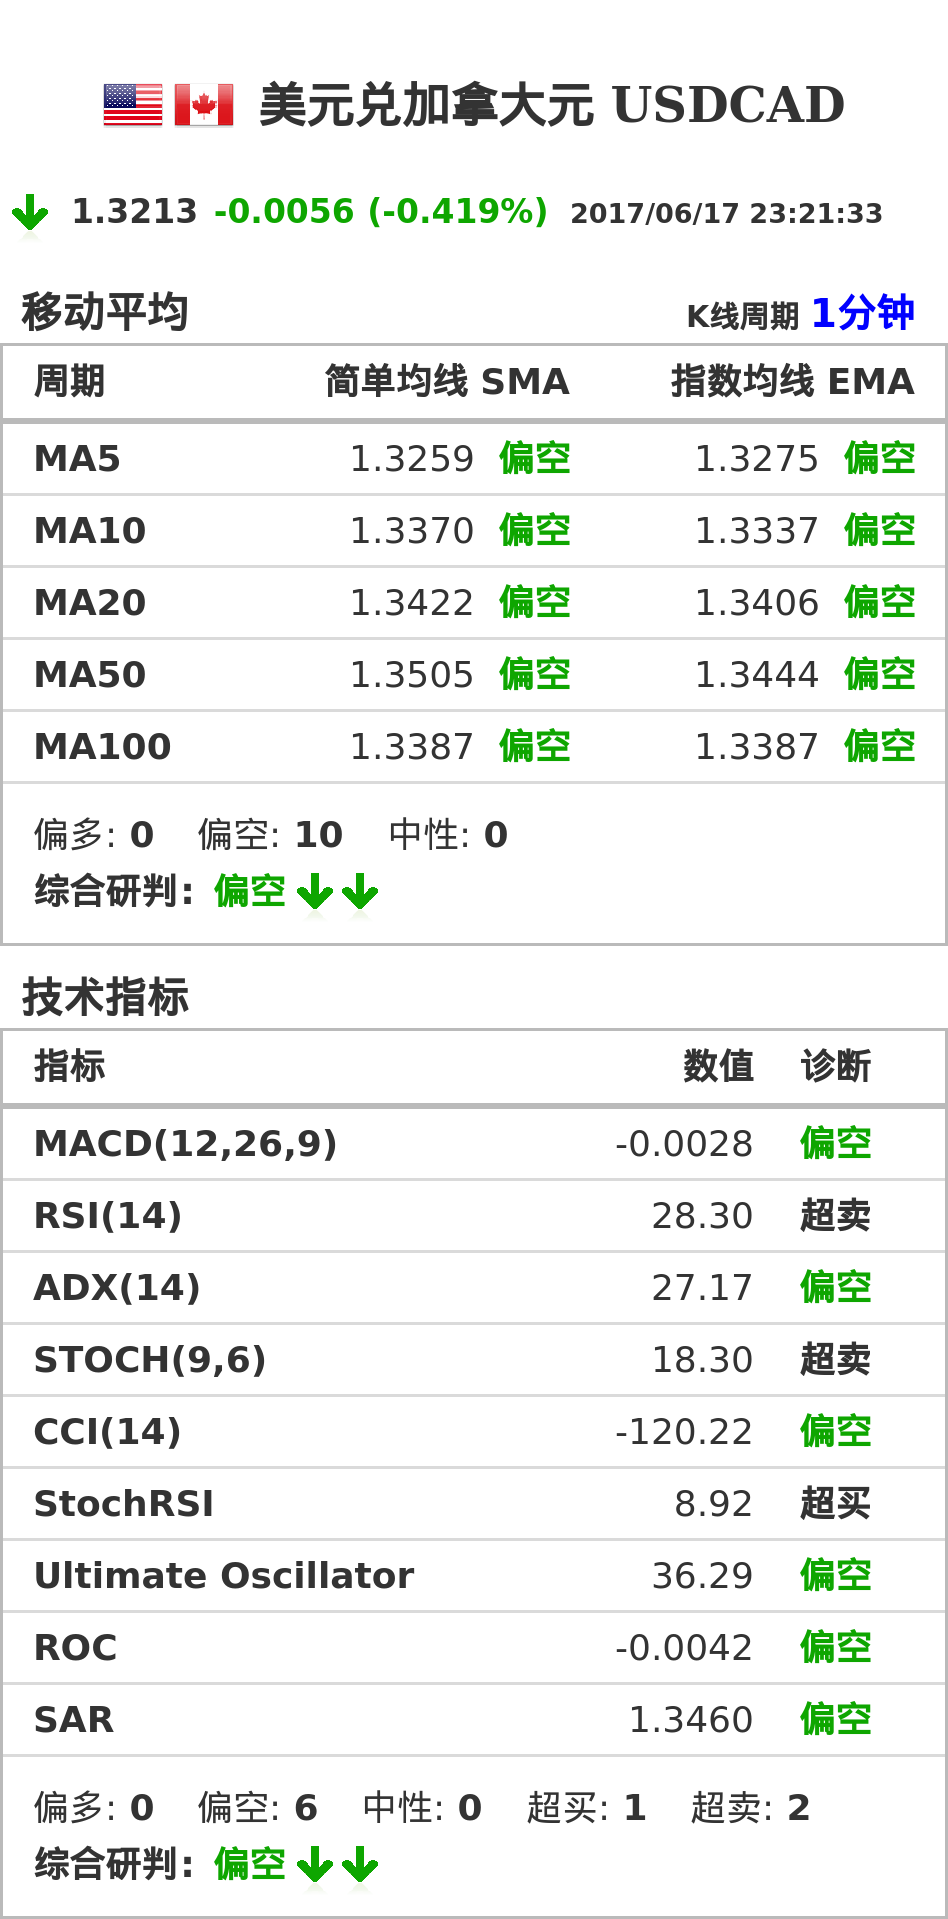 美元兑加拿大元 USDCAD
1.3213 -0.0056 (-0.419%) 2017/06/17 23:21:33
移动平均 K线周期 1分钟
周期 简单均线 SMA 指数均线 EMA
MA5 1.3259 偏空 1.3275 偏空
MA10 1.3370 偏空 1.3337 偏空
MA20 1.3422 偏空 1.3406 偏空
MA50 1.3505 偏空 1.3444 偏空
MA100 1.3387 偏空 1.3387 偏空
偏多: 0 偏空: 10 中性: 0
综合研判: 偏空
技术指标
指标 数值 诊断
MACD(12,26,9) -0.0028 偏空
RSI(14) 28.30 超卖
ADX(14) 27.17 偏空
STOCH(9,6) 18.30 超卖
CCI(14) -120.22 偏空
StochRSI 8.92 超买
Ultimate Oscillator 36.29 偏空
ROC -0.0042 偏空
SAR 1.3460 偏空
偏多: 0 偏空: 6 中性: 0 超买: 1 超卖: 2
综合研判: 偏空